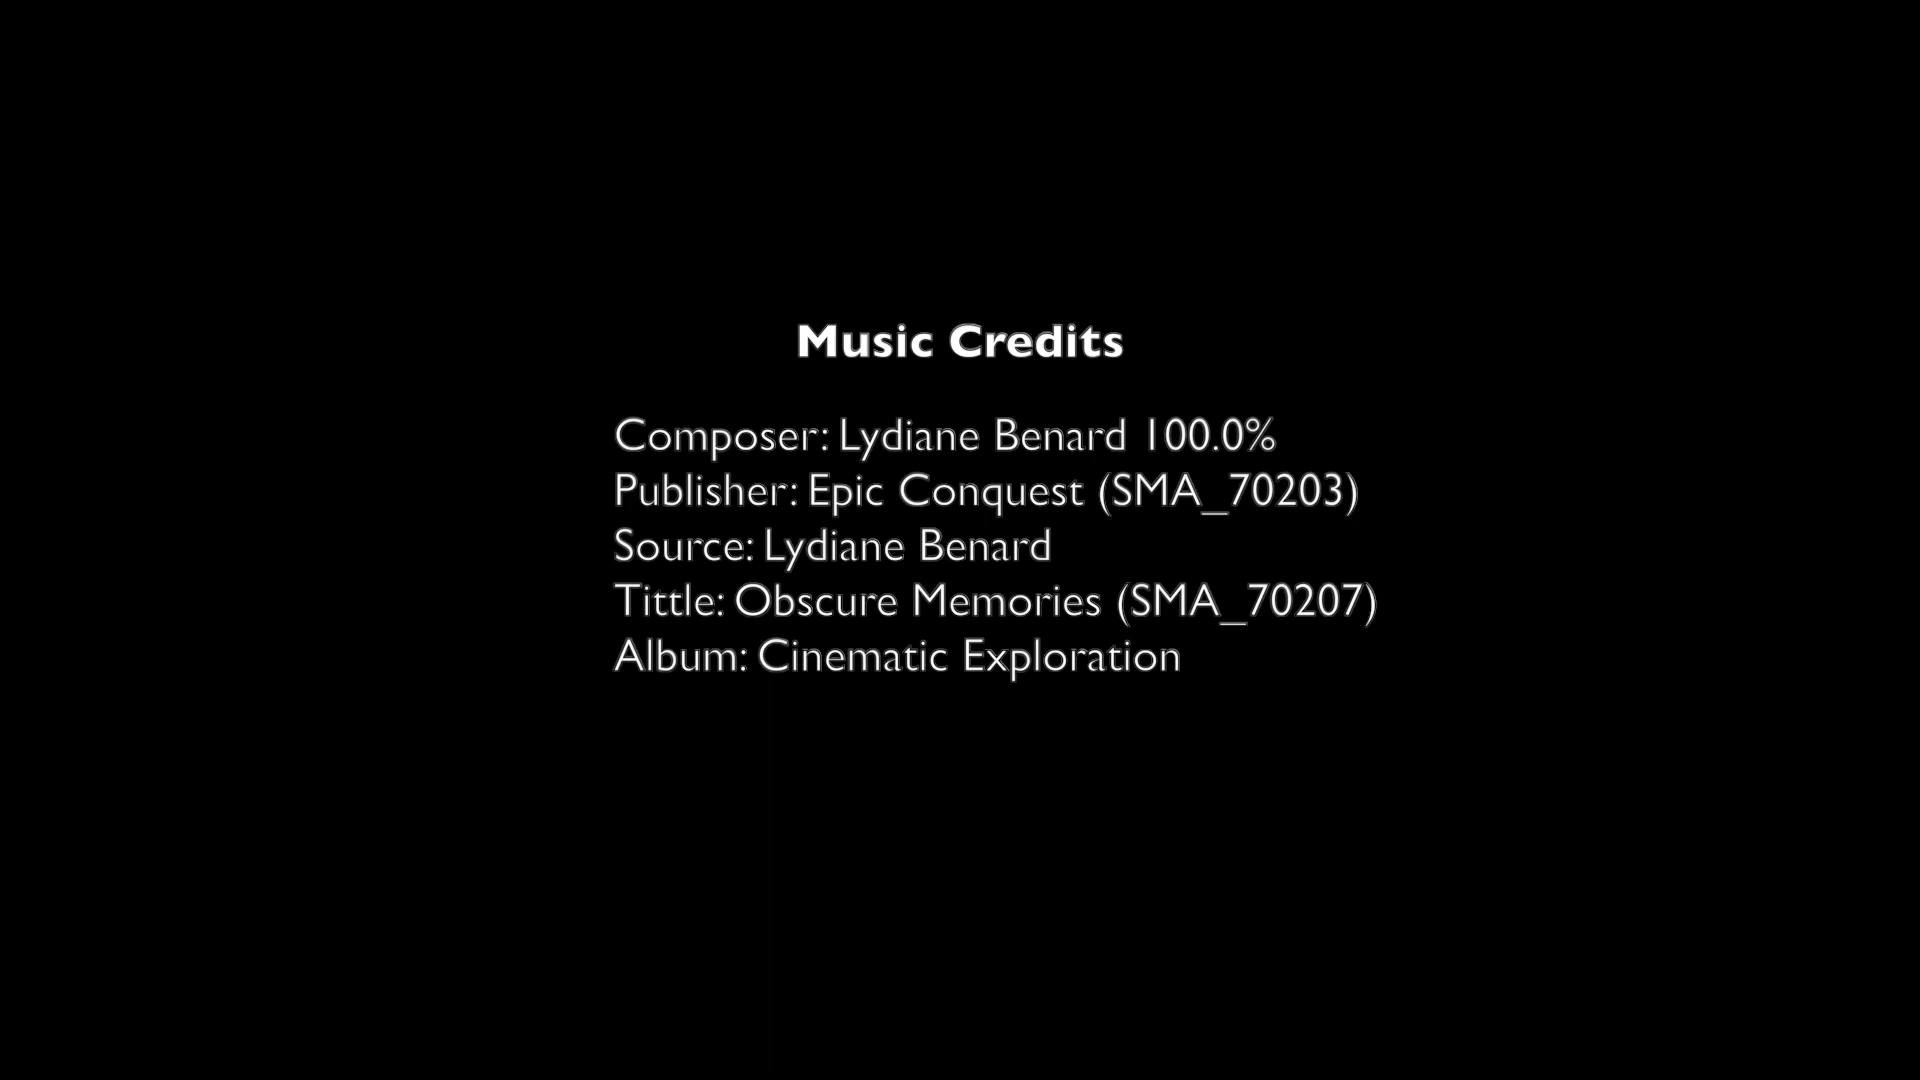 Music Credits
Composer: Lydiane Benard 100.0%
Publisher: Epic Conquest (SMA_70203)
Source: Lydiane Benard
Tittle: Obscure Memories (SMA_70207)
Album: Cinematic Exploration